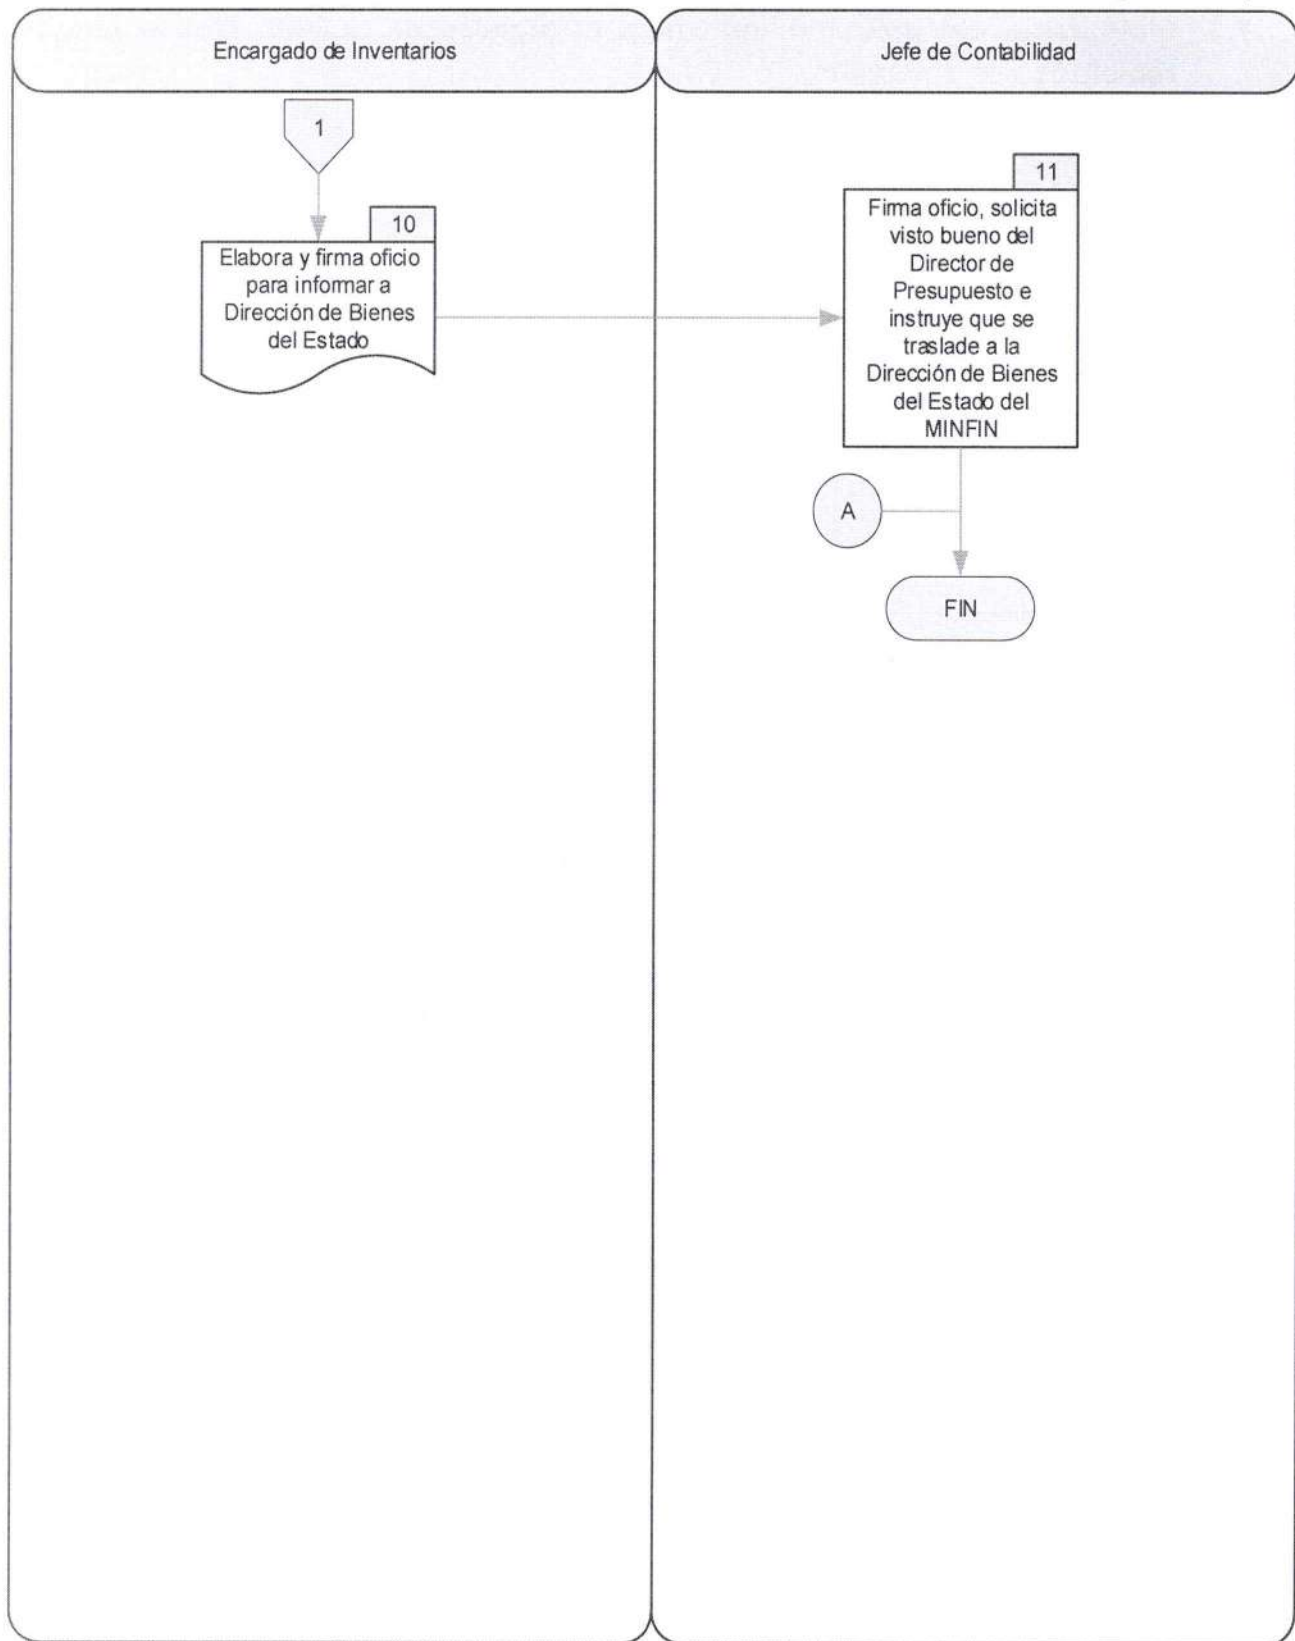 Encargado de Inventarios
Jefe de Contabilidad
1
10
Elabora y firma oficio
para informar a
Dirección de Bienes
del Estado
11
Firma oficio, solicita
visto bueno del
Director de
Presupuesto e
instruye que se
traslade a la
Dirección de Bienes
del Estado del
MINFIN
A
FIN